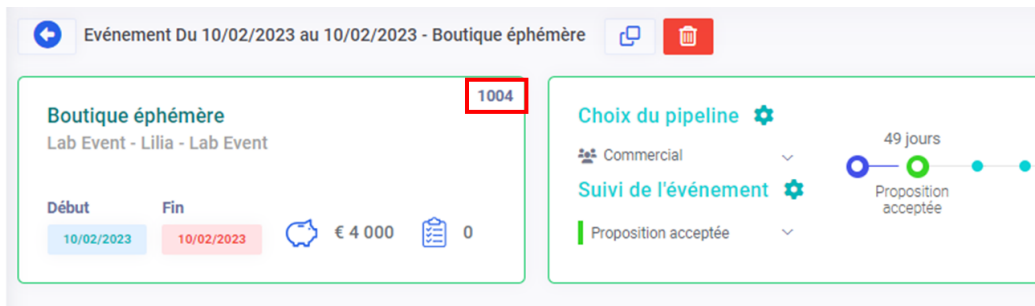 Evénement Du 10/02/2023 au 10/02/2023 - Boutique éphémère
1004
Boutique éphémère
Lab Event - Lilia - Lab Event
Début Fin
10/02/2023 10/02/2023 € 4 000 0
Choix du pipeline
Commercial
Suivi de l'événement
Proposition acceptée
49 jours
Proposition
acceptée